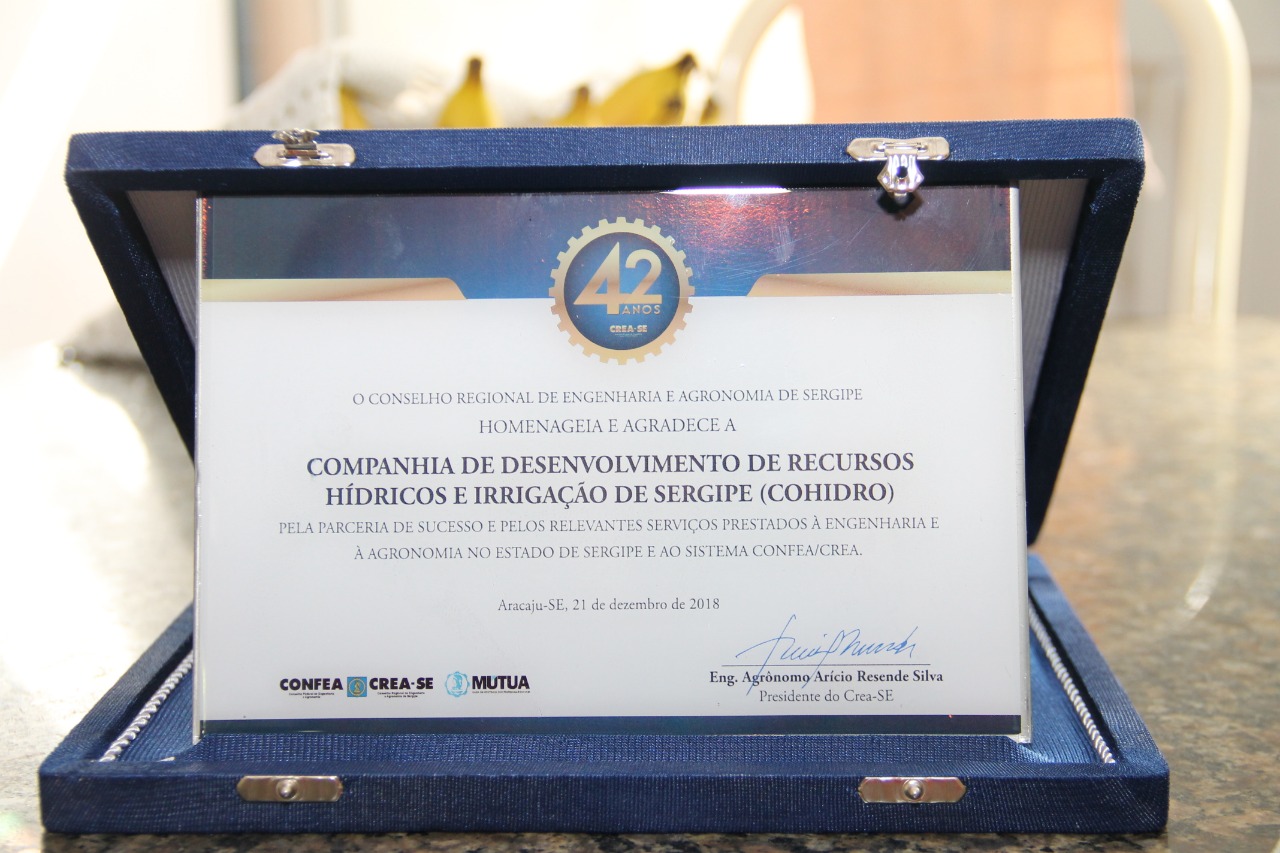 42
ANOS
CREA-SE
O CONSELHO REGIONAL DE ENGENHARIA E AGRONOMIA DE SERGIPE
HOMENAGEIA E AGRADECE A
COMPANHIA DE DESENVOLVIMENTO DE RECURSOS
HÍDRICOS E IRRIGAÇÃO DE SERGIPE (COHIDRO)
PELA PARCERIA DE SUCESSO E PELOS RELEVANTES SERVIÇOS PRESTADOS À ENGENHARIA E
À AGRONOMIA NO ESTADO DE SERGIPE E AO SISTEMA CONFEA/CREA.
Aracaju-SE, 21 de dezembro de 2018
Eng. Agrônomo Arício Resende Silva
Presidente do Crea-SE
CONFEA CREA-SE MUTUA